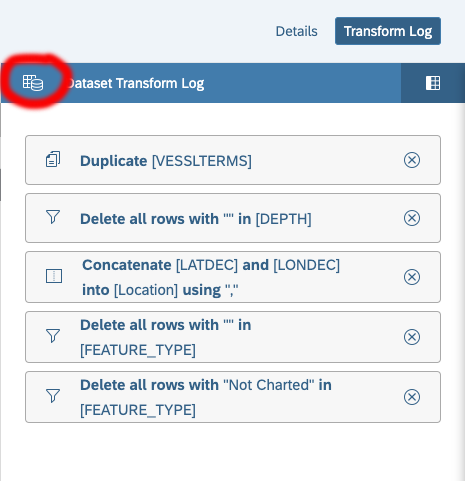 Details Transform Log
Dataset Transform Log
Duplicate [VESSLTERMS]
Delete all rows with "" in [DEPTH]
Concatenate [LATDEC] and [LONDEC]
into [Location] using ","
Delete all rows with "" in
[FEATURE_TYPE]
Delete all rows with "Not Charted" in
[FEATURE_TYPE]